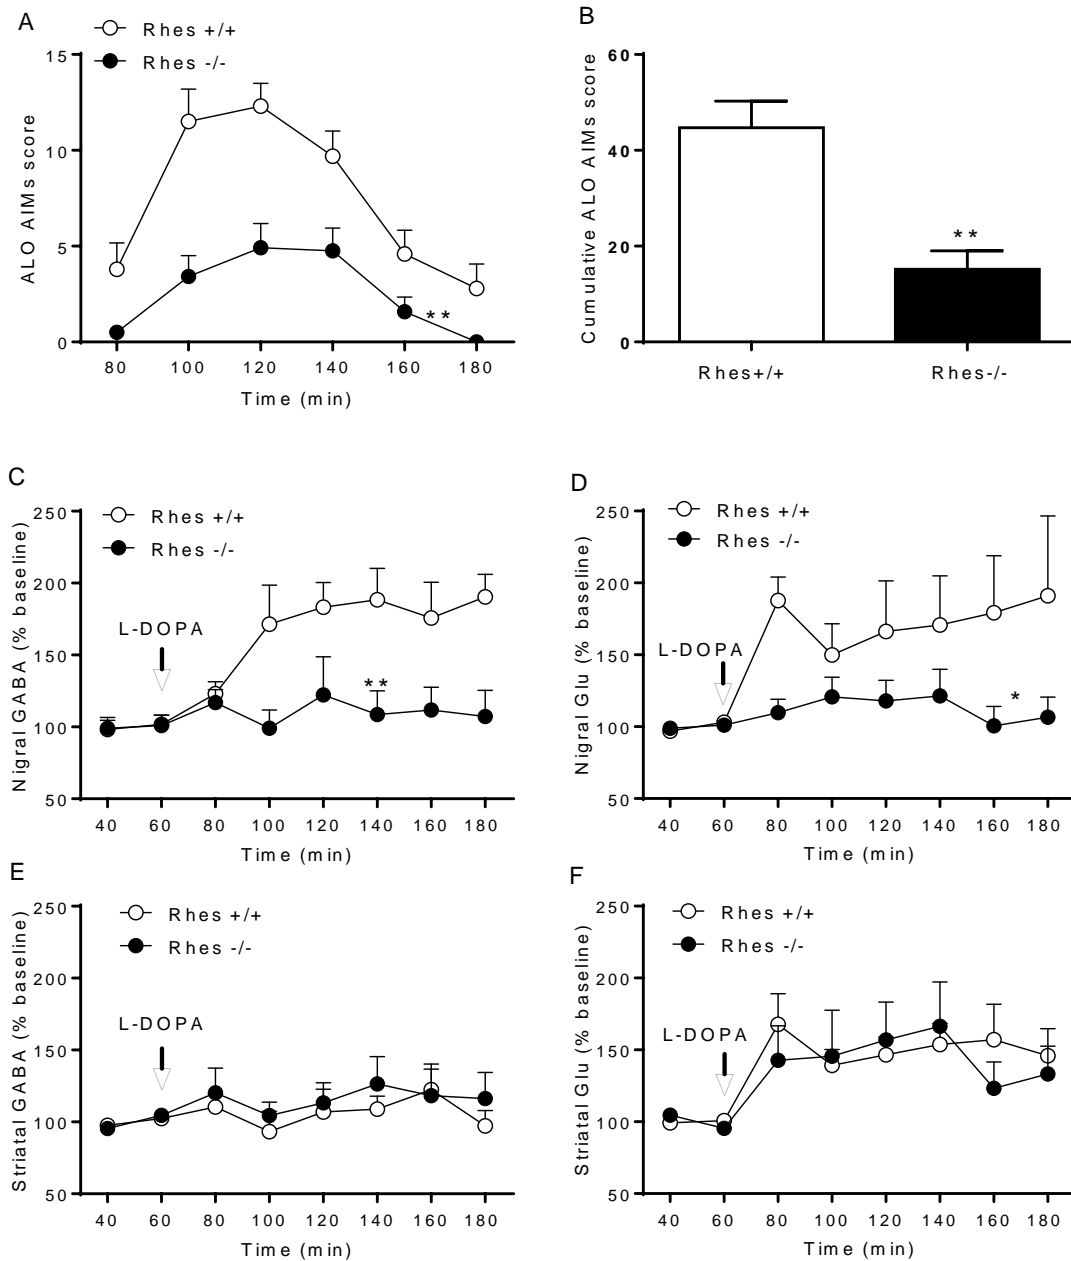 A
Rhes +/+
Rhes -/-
ALO AIMs score
15
10
5
0
**
80 100 120 140 160 180
Time (min)
B
Cumulative ALO AIMs score
60
40
20
0
**
Rhes+/+ Rhes-/-
C
Rhes +/+
Rhes -/-
Nigral GABA (% baseline)
250
200
150
100
50
L-DOPA
**
40 60 80 100 120 140 160 180
Time (min)
D
Rhes +/+
Rhes -/-
Nigral Glu (% baseline)
250
200
150
100
50
L-DOPA
*
40 60 80 100 120 140 160 180
Time (min)
E
Rhes +/+
Rhes -/-
Striatal GABA (% baseline)
250
200
150
100
50
L-DOPA
40 60 80 100 120 140 160 180
Time (min)
F
Rhes +/+
Rhes -/-
Striatal Glu (% baseline)
250
200
150
100
50
L-DOPA
40 60 80 100 120 140 160 180
Time (min)